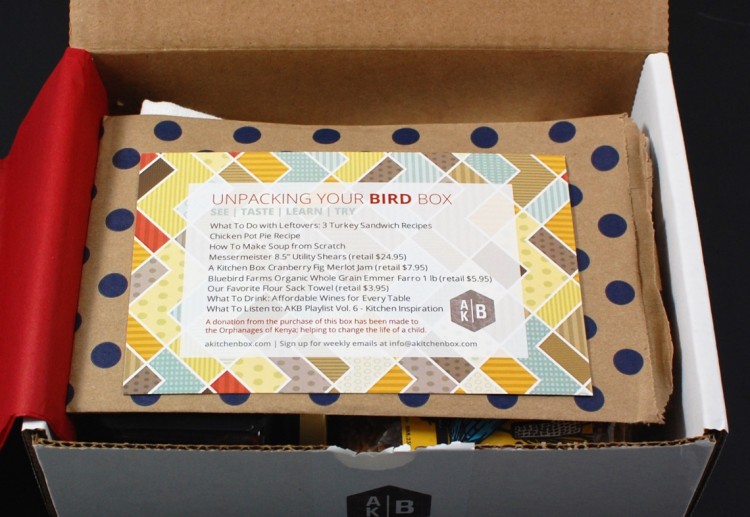 UNPACKING YOUR BIRD BOX
SEE | TASTE | LEARN | TRY
What To Do with Leftovers: 3 Turkey Sandwich Recipes
Chicken Pot Pie Recipe
How To Make Soup from Scratch
Messermeister 8.5" Utility Shears (retail $24.95)
A Kitchen Box Cranberry Fig Merlot Jam (retail $7.95)
Bluebird Farms Organic Whole Grain Emmer Farro 1 lb (retail $5.95)
Our Favorite Flour Sack Towel (retail $3.95)
What To Drink: Affordable Wines for Every Table
What To Listen to: AKB Playlist Vol. 6 - Kitchen Inspiration
A donation from the purchase of this box has been made
to the Orphanages of Kenya; helping to change the life of a child.
akitchenbox.com | Sign up for weekly emails at info@akitchenbox.com
A
K | B
A
K | B